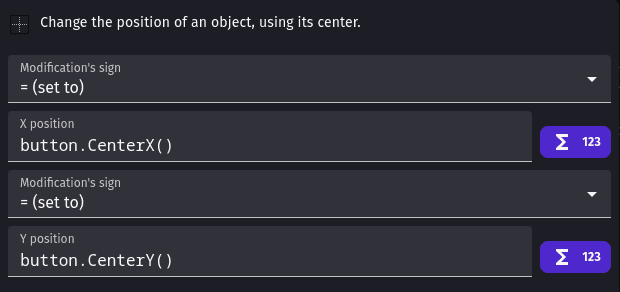 Change the position of an object, using its center.
Modification's sign
= (set to)
X position
button.CenterX()
Σ 123
Modification's sign
= (set to)
Y position
button.CenterY()
Σ 123